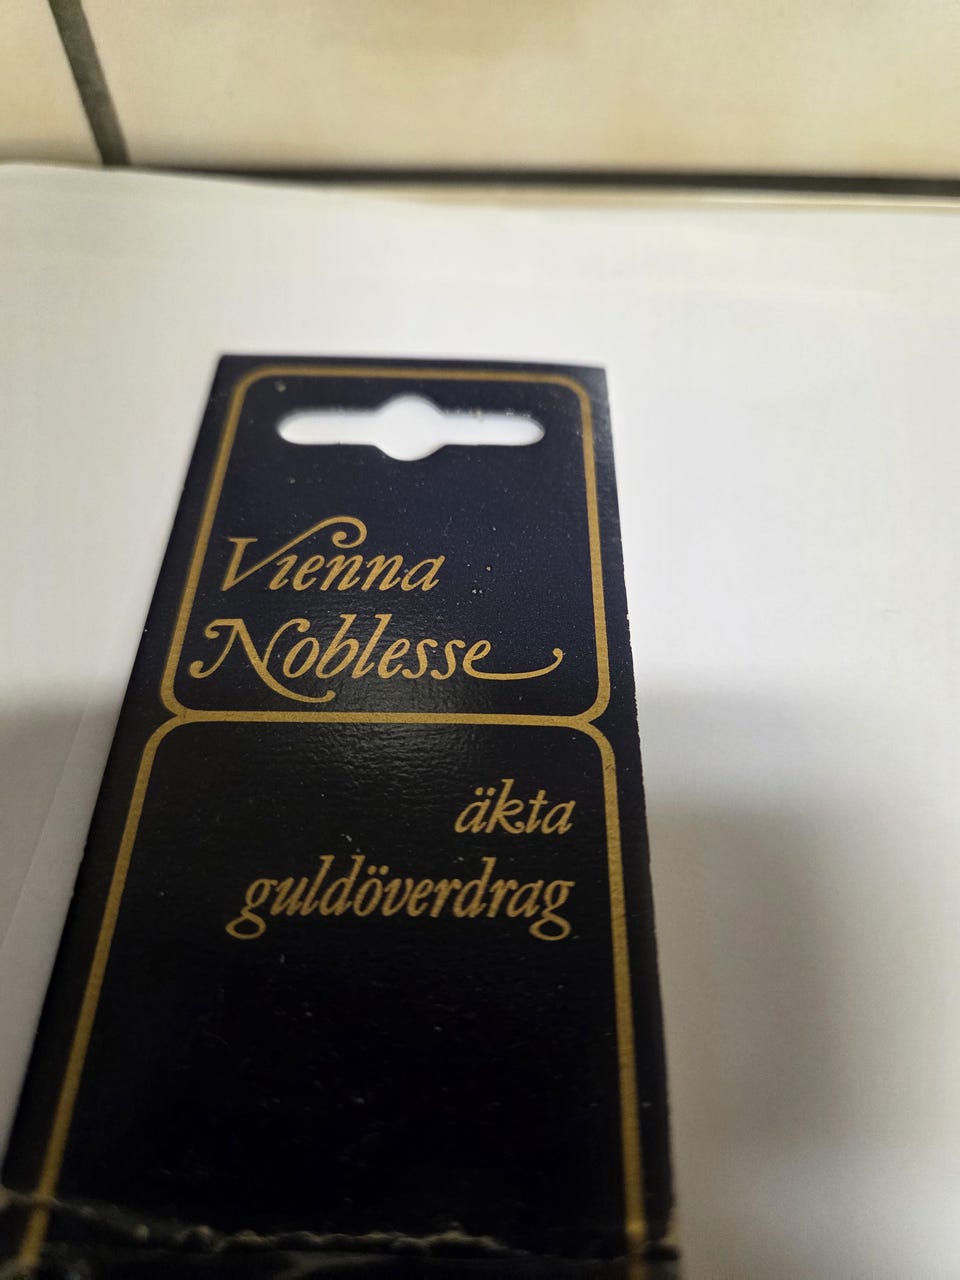 Vienna
Noblesse
äkta
guldöverdrag